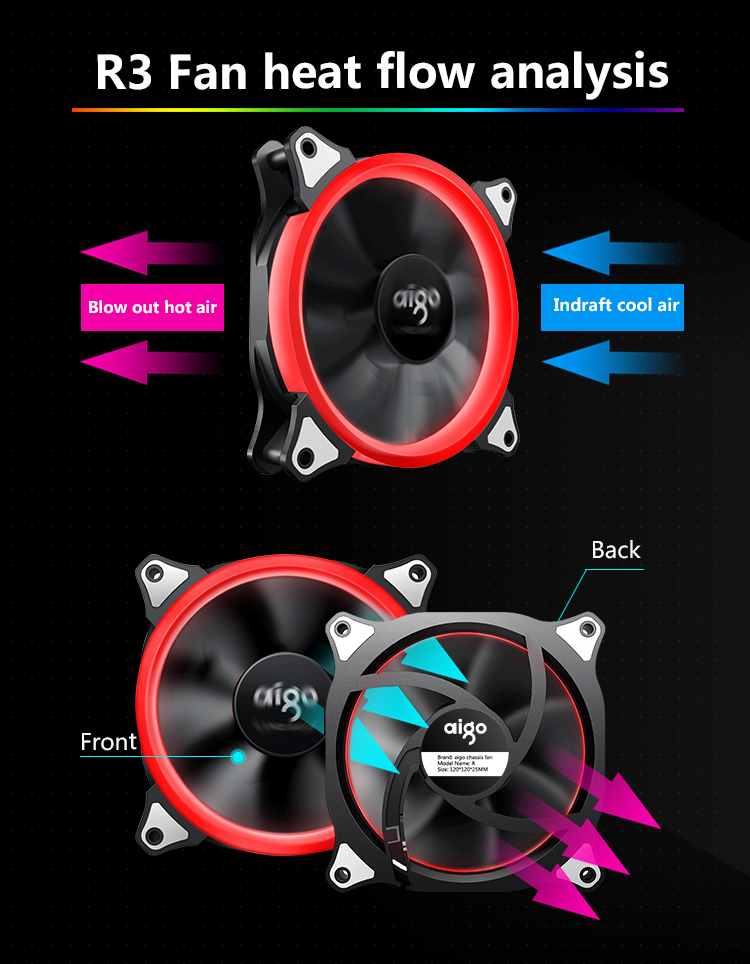 R3 Fan heat flow analysis
aigo
Blow out hot air
Indraft cool air
Back
aigo
aigo
Brand: aigo chassis fan
Model Name: R
Size: 120*120*25MM
Front